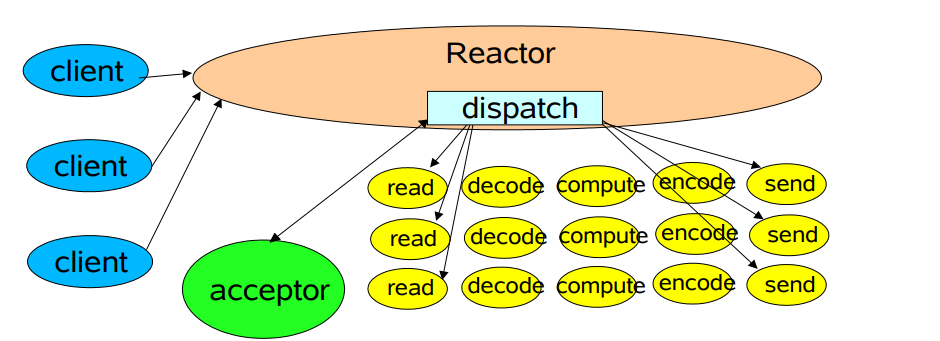 Reactor
client
dispatch
client
read decode compute encode send
read decode compute encode send
client
acceptor
read decode compute encode send